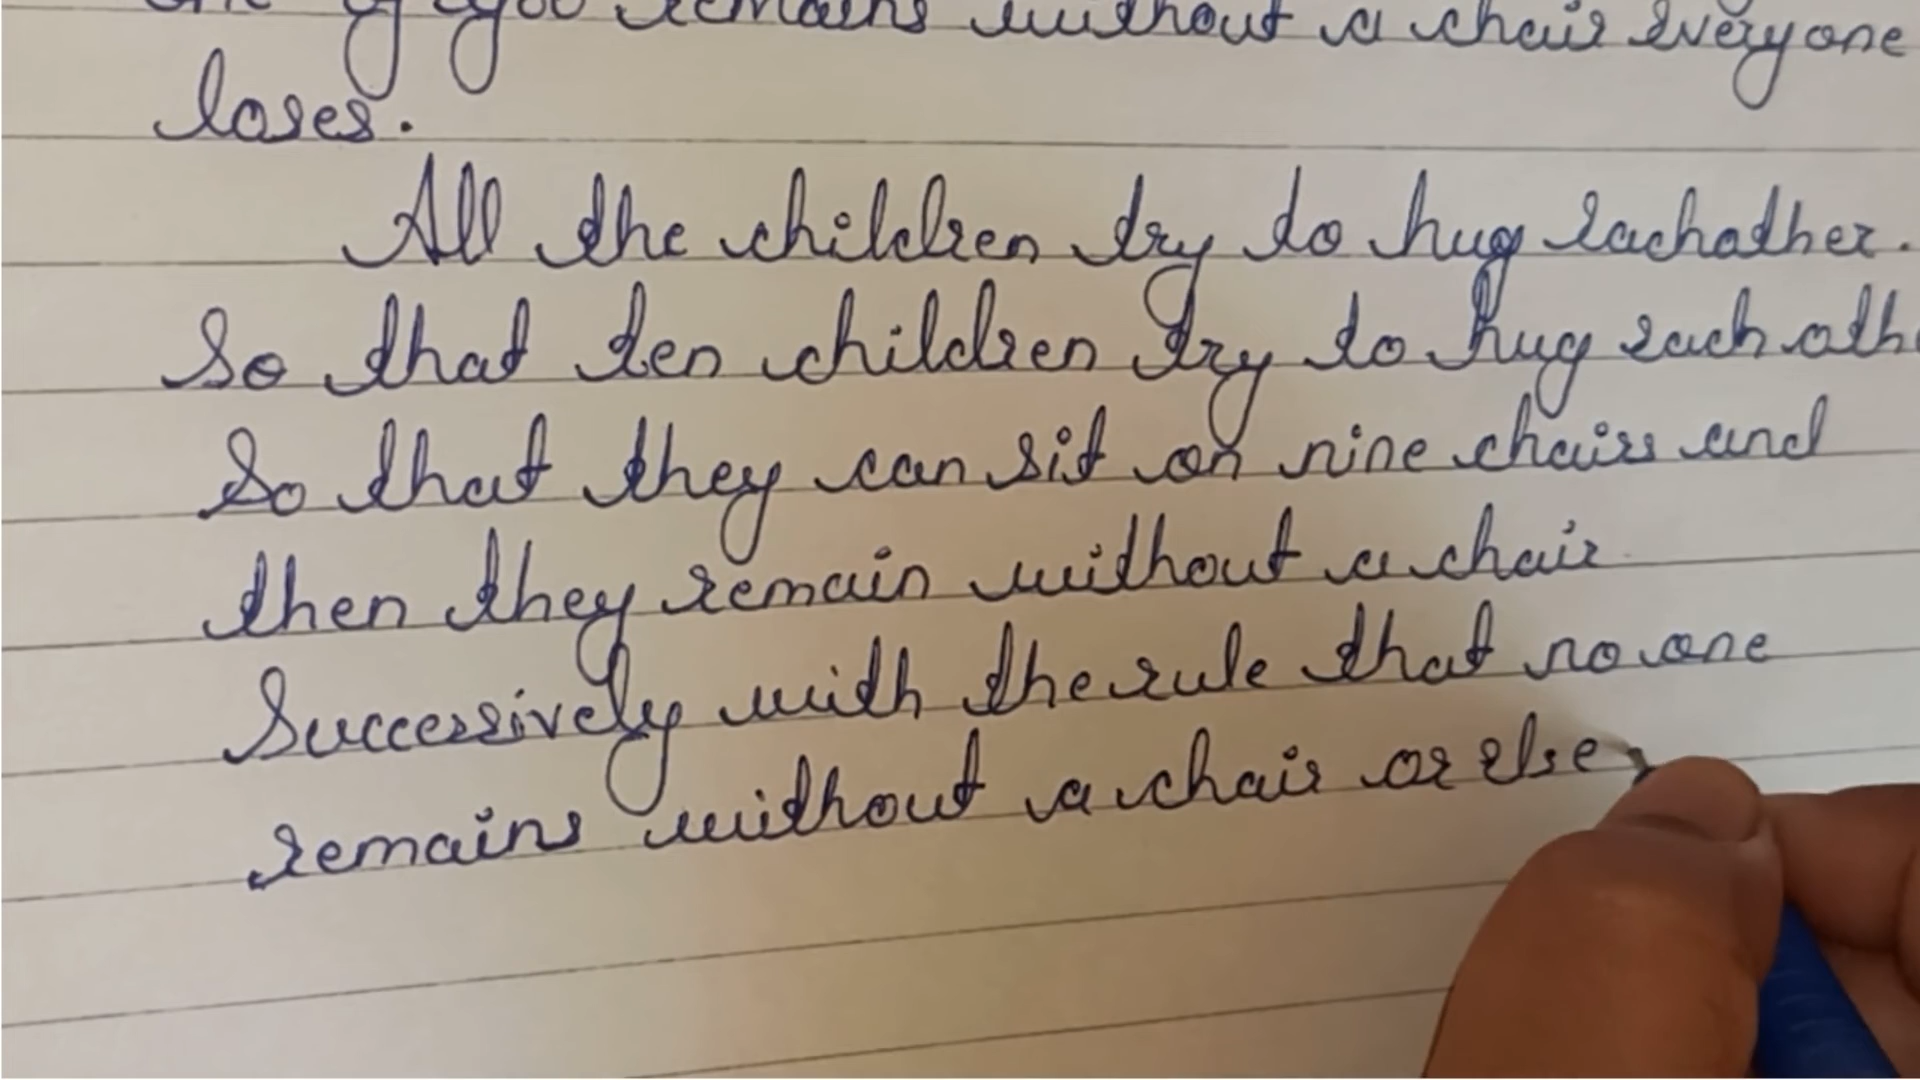 one of you remains without a chair everyone
loses.
All the children try to hug eachother.
So that ten children try to hug each oth
So that they can sit on nine chairs and
then they remain without a chair
Successively with the rule that no one
remains without a chair or else